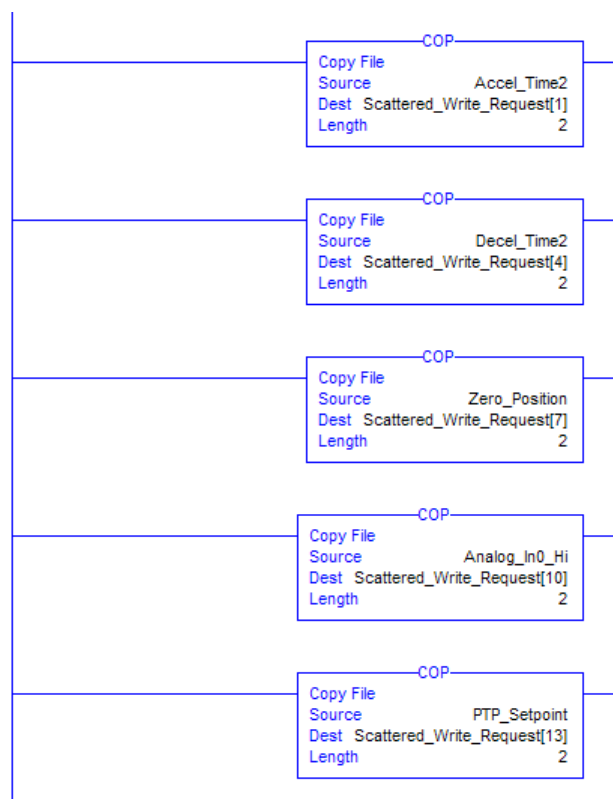 COP
Copy File
Source Accel_Time2
Dest Scattered_Write_Request[1]
Length 2
COP
Copy File
Source Decel_Time2
Dest Scattered_Write_Request[4]
Length 2
COP
Copy File
Source Zero_Position
Dest Scattered_Write_Request[7]
Length 2
COP
Copy File
Source Analog_In0_Hi
Dest Scattered_Write_Request[10]
Length 2
COP
Copy File
Source PTP_Setpoint
Dest Scattered_Write_Request[13]
Length 2